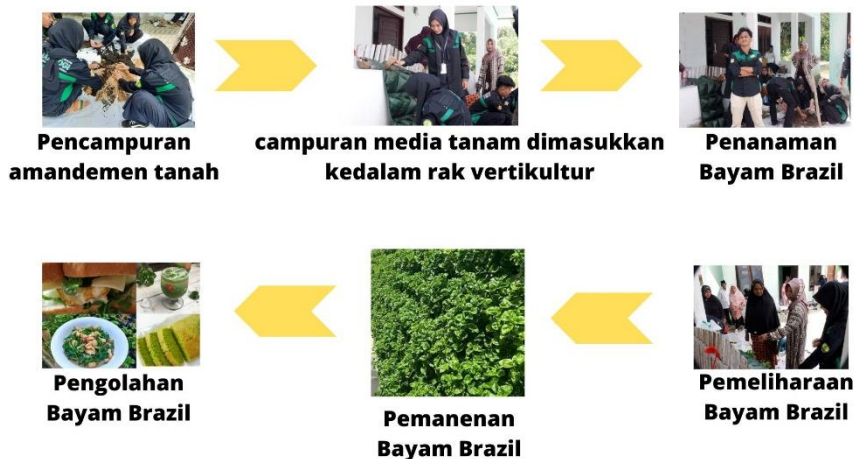 Pencampuran
amandemen tanah
campuran media tanam dimasukkan
kedalam rak vertikultur
Penanaman
Bayam Brazil
Pemeliharaan
Bayam Brazil
Pemanenan
Bayam Brazil
Pengolahan
Bayam Brazil